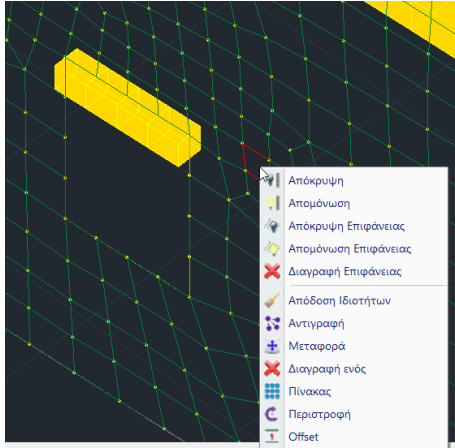 Απόκρυψη
Απομόνωση
Απόκρυψη Επιφάνειας
Απομόνωση Επιφάνειας
Διαγραφή Επιφάνειας
Απόδοση Ιδιοτήτων
Αντιγραφή
Μεταφορά
Διαγραφή ενός
Πίνακας
Περιστροφή
Offset